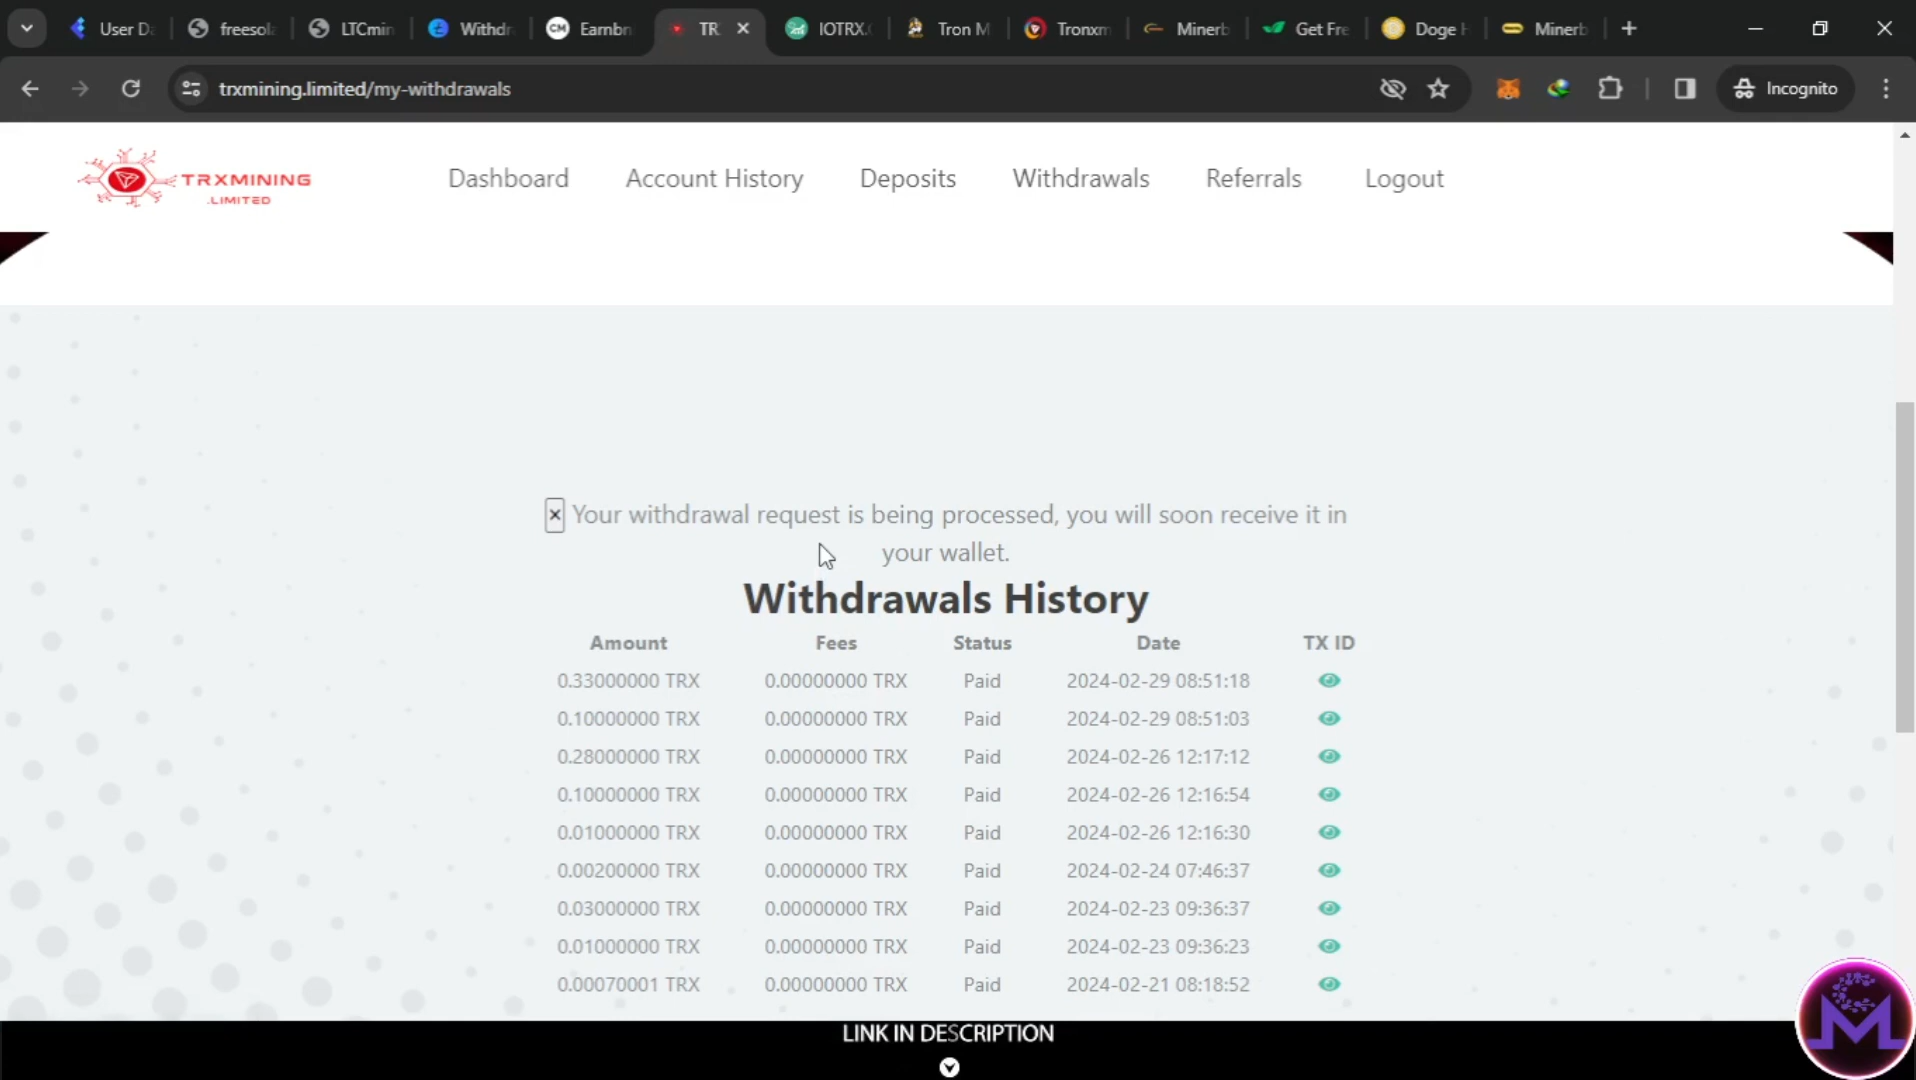 User Da
freesola
LTCmin
Withdr
CM
Earnbn
TR
IOTRX.
Tron M
Tronxm
Minerb
Get Fre
Doge H
Minerb
trxmining.limited/my-withdrawals
Incognito
TRXMINING
.LIMITED
Dashboard
Account History
Deposits
Withdrawals
Referrals
Logout
Your withdrawal request is being processed, you will soon receive it in
your wallet.
Withdrawals History
Amount Fees Status Date TX ID
0.33000000 TRX 0.00000000 TRX Paid 2024-02-29 08:51:18
0.10000000 TRX 0.00000000 TRX Paid 2024-02-29 08:51:03
0.28000000 TRX 0.00000000 TRX Paid 2024-02-26 12:17:12
0.10000000 TRX 0.00000000 TRX Paid 2024-02-26 12:16:54
0.01000000 TRX 0.00000000 TRX Paid 2024-02-26 12:16:30
0.00200000 TRX 0.00000000 TRX Paid 2024-02-24 07:46:37
0.03000000 TRX 0.00000000 TRX Paid 2024-02-23 09:36:37
0.01000000 TRX 0.00000000 TRX Paid 2024-02-23 09:36:23
0.00070001 TRX 0.00000000 TRX Paid 2024-02-21 08:18:52
LINK IN DESCRIPTION
M